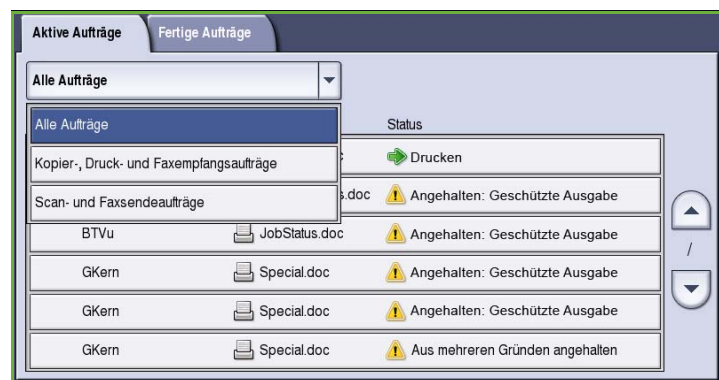 Aktive Aufträge Fertige Aufträge
Alle Aufträge
Alle Aufträge Status
Kopier-, Druck- und Faxempfangsaufträge Drucken
Scan- und Faxsendeaufträge s.doc Angehalten: Geschützte Ausgabe
BTVu JobStatus.doc Angehalten: Geschützte Ausgabe
/
GKern Special.doc Angehalten: Geschützte Ausgabe
GKern Special.doc Angehalten: Geschützte Ausgabe
GKern Special.doc Aus mehreren Gründen angehalten